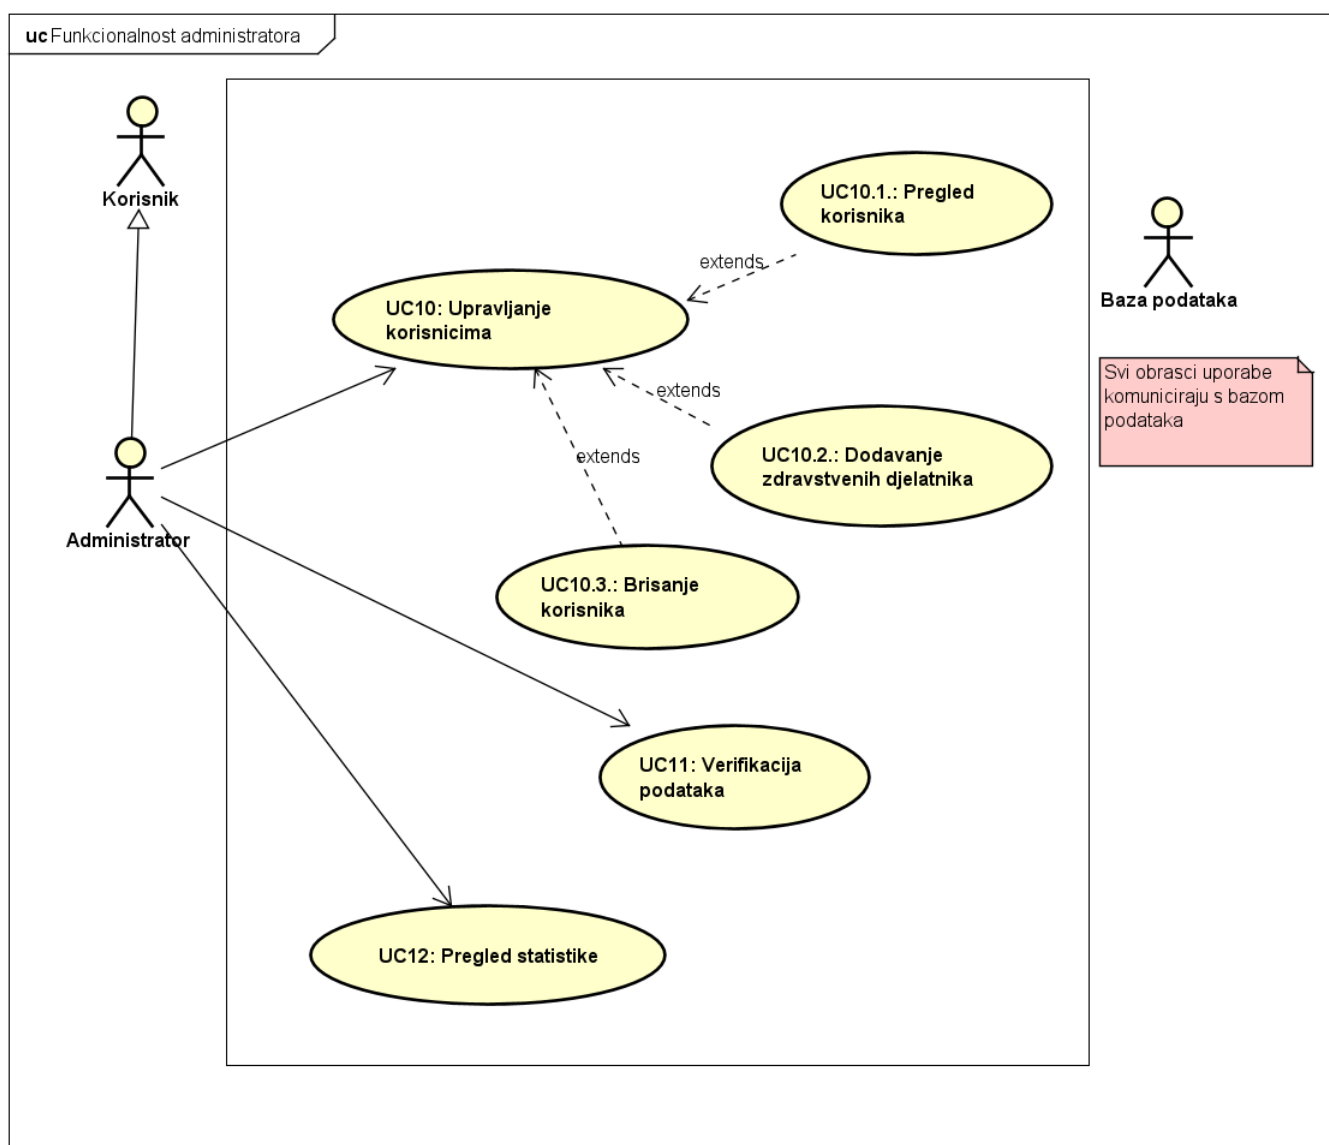 uc Funkcionalnost administratora
Korisnik
UC10.1.: Pregled
korisnika
extends
Baza podataka
UC10: Upravljanje
korisnicima
Svi obrasci uporabe
komuniciraju s bazom
podataka
extends
UC10.2.: Dodavanje
zdravstvenih djelatnika
extends
Administrator
UC10.3.: Brisanje
korisnika
UC11: Verifikacija
podataka
UC12: Pregled statistike